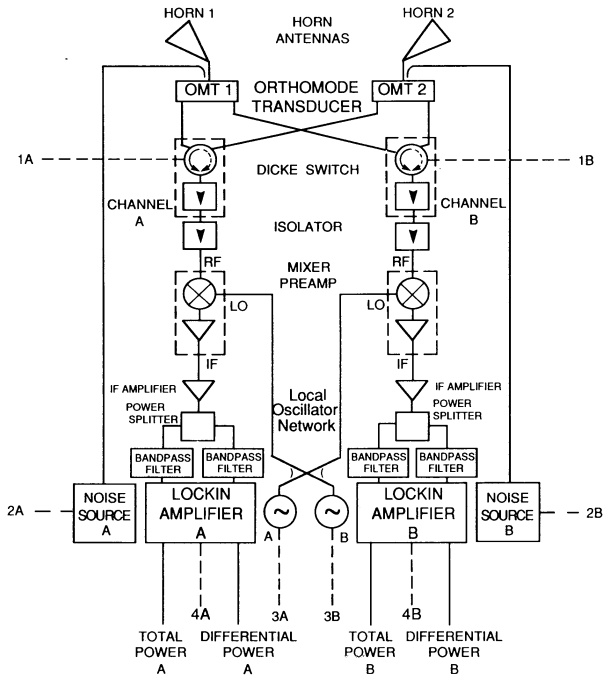 HORN 1
HORN
ANTENNAS
HORN 2
OMT 1
ORTHOMODE
TRANSDUCER
OMT 2
1A
DICKE SWITCH
1B
CHANNEL
A
CHANNEL
B
ISOLATOR
RF
MIXER
PREAMP
RF
LO
LO
IF
IF
IF AMPLIFIER
Local
Oscillator
Network
IF AMPLIFIER
POWER
SPLITTER
POWER
SPLITTER
BANDPASS
FILTER
BANDPASS
FILTER
BANDPASS
FILTER
BANDPASS
FILTER
2A
NOISE
SOURCE
A
LOCKIN
AMPLIFIER
A
~
A
~
B
LOCKIN
AMPLIFIER
B
NOISE
SOURCE
B
2B
4A
3A
3B
4B
TOTAL
POWER
A
DIFFERENTIAL
POWER
A
TOTAL
POWER
B
DIFFERENTIAL
POWER
B